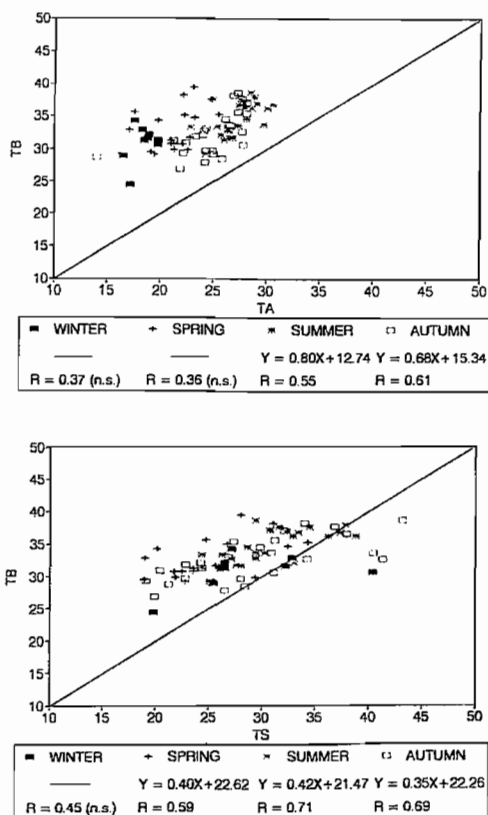 50
45
40
35
30
25
20
15
10
TB
10 15 20 25 30 35 40 45 50
TA
WINTER SPRING SUMMER AUTUMN
Y = 0.80X+12.74 Y = 0.68X+15.34
R = 0.37 (n.s.) R = 0.36 (n.s.) R = 0.55 R = 0.61
50
45
40
35
30
25
20
15
10
TB
10 15 20 25 30 35 40 45 50
TS
WINTER SPRING SUMMER AUTUMN
Y = 0.40X+22.62 Y = 0.42X+21.47 Y = 0.35X+22.26
R = 0.45 (n.s.) R = 0.59 R = 0.71 R = 0.69